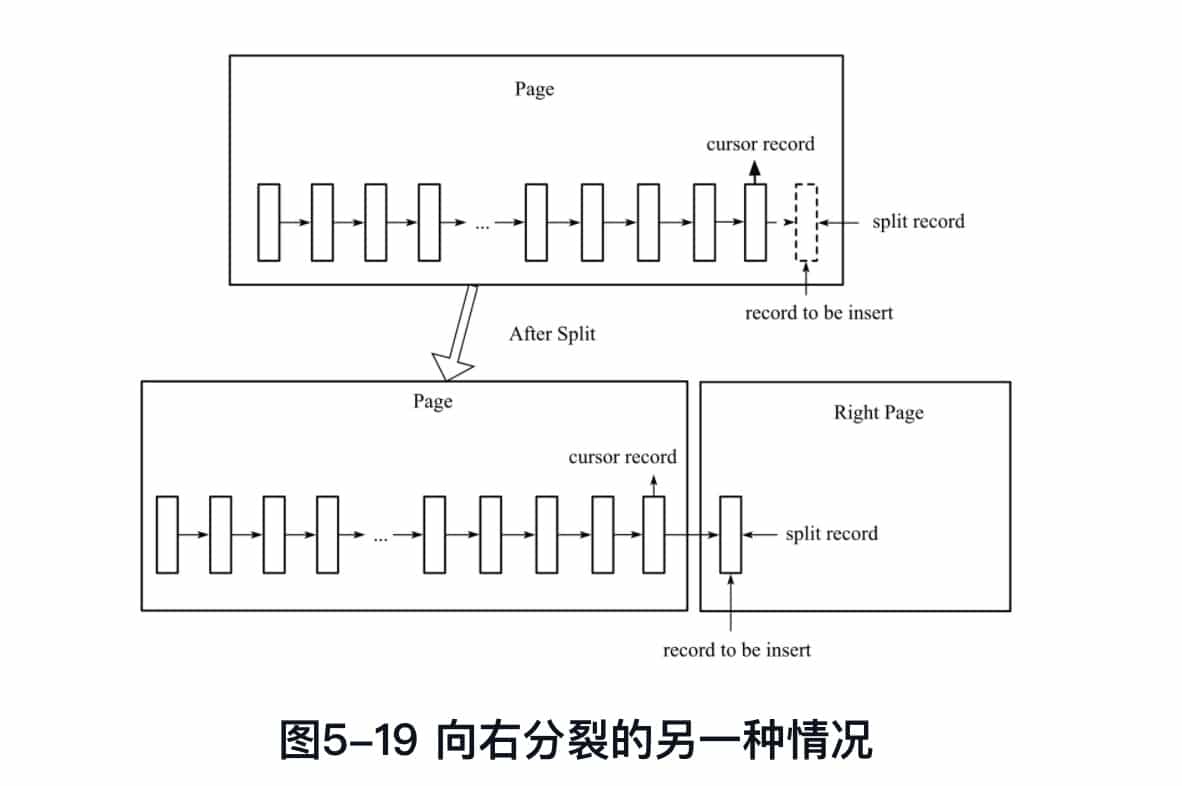 Page
cursor record
...
split record
record to be insert
After Split
Page
Right Page
cursor record
...
split record
record to be insert
图5-19 向右分裂的另一种情况